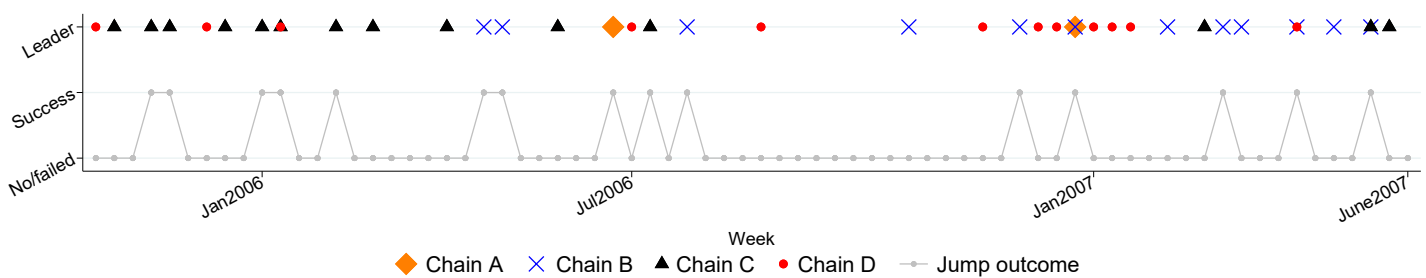 Leader
Success
No/failed
Jan2006
Jul2006
Jan2007
June2007
Week
Chain A
Chain B
Chain C
Chain D
Jump outcome